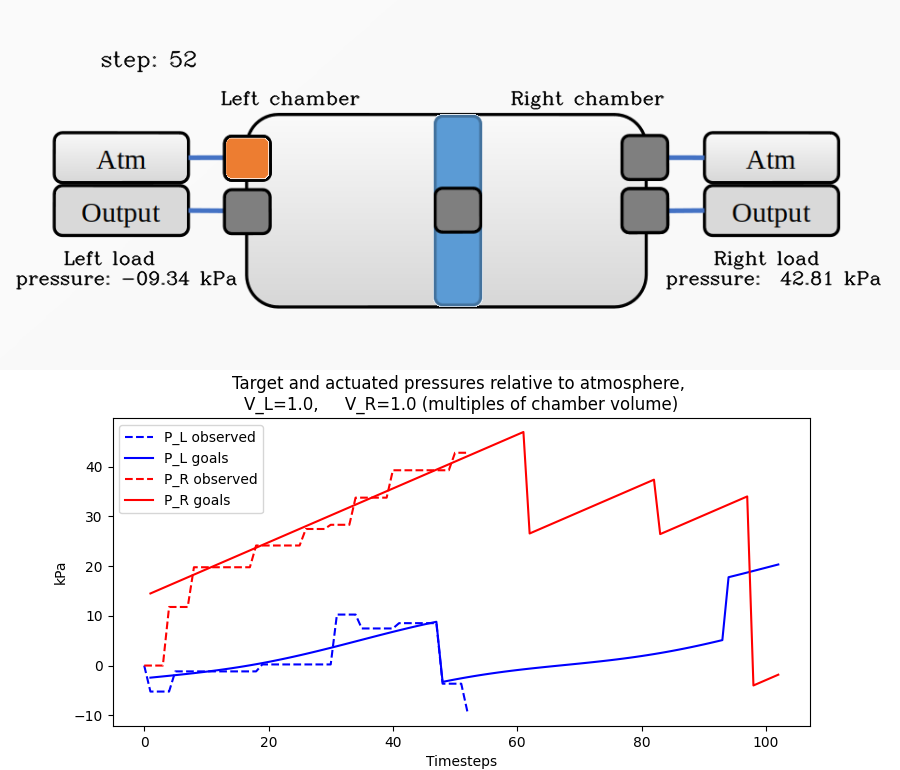 step: 52
Left chamber
Right chamber
Atm
Atm
Output
Output
Left load
pressure: -09.34 kPa
Right load
pressure: 42.81 kPa
Target and actuated pressures relative to atmosphere,
V_L=1.0, V_R=1.0 (multiples of chamber volume)
P_L observed
P_L goals
P_R observed
P_R goals
kPa
40
30
20
10
0
−10
0 20 40 60 80 100
Timesteps